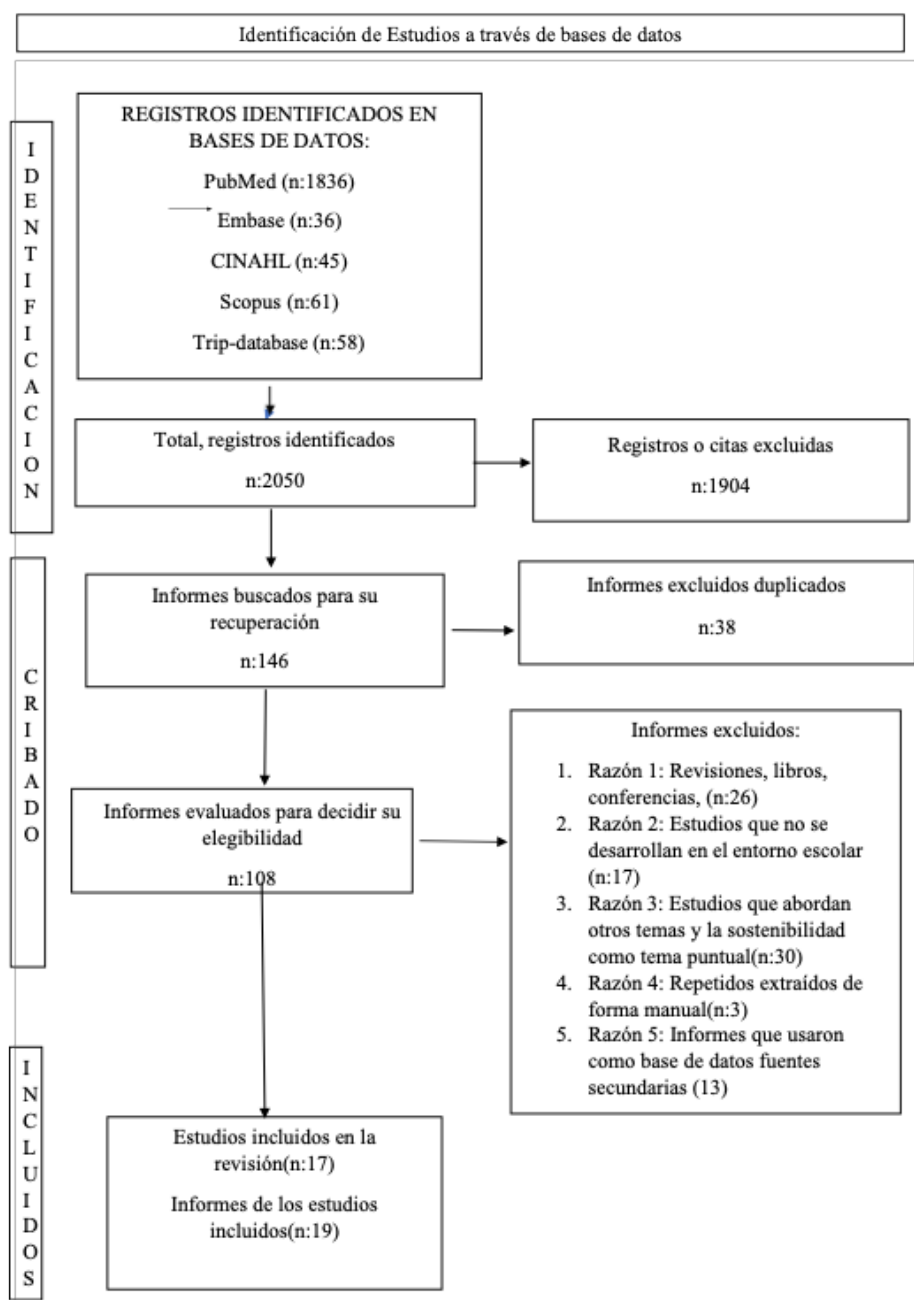 Identificación de Estudios a través de bases de datos
IDENTIFICACION
REGISTROS IDENTIFICADOS EN
BASES DE DATOS:
PubMed (n:1836)
Embase (n:36)
CINAHL (n:45)
Scopus (n:61)
Trip-database (n:58)
Total, registros identificados
n:2050
Registros o citas excluidas
n:1904
CRIBADO
Informes buscados para su
recuperación
n:146
Informes excluidos duplicados
n:38
Informes evaluados para decidir su
elegibilidad
n:108
Informes excluidos:
1. Razón 1: Revisiones, libros,
conferencias, (n:26)
2. Razón 2: Estudios que no se
desarrollan en el entorno escolar
(n:17)
3. Razón 3: Estudios que abordan
otros temas y la sostenibilidad
como tema puntual(n:30)
4. Razón 4: Repetidos extraídos de
forma manual(n:3)
5. Razón 5: Informes que usaron
como base de datos fuentes
secundarias (13)
INCLUIDOS
Estudios incluidos en la
revisión(n:17)
Informes de los estudios
incluidos(n:19)